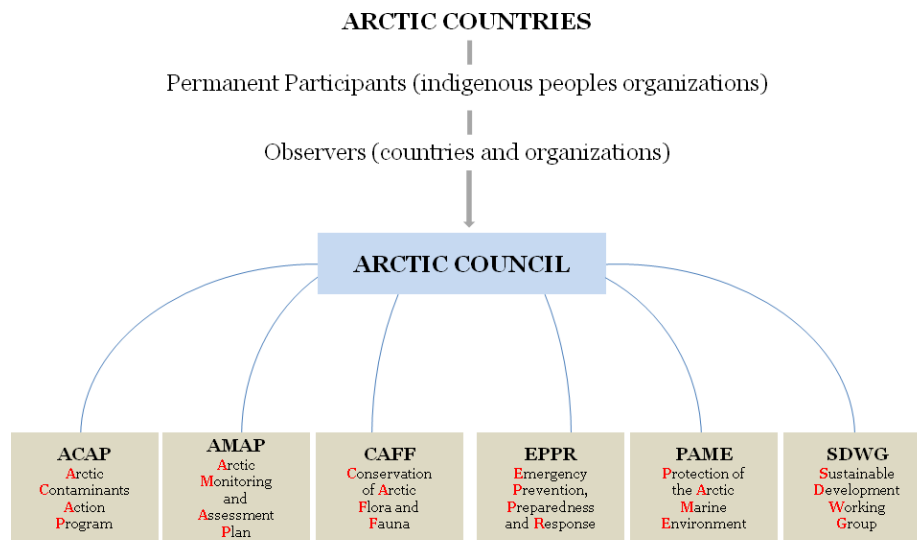 ARCTIC COUNTRIES
Permanent Participants (indigenous peoples organizations)
Observers (countries and organizations)
ARCTIC COUNCIL
ACAP
Arctic
Contaminants
Action
Program
AMAP
Arctic
Monitoring
and
Assessment
Plan
CAFF
Conservation
of Arctic
Flora and
Fauna
EPPR
Emergency
Prevention,
Preparedness
and Response
PAME
Protection of
the Arctic
Marine
Environment
SDWG
Sustainable
Development
Working
Group